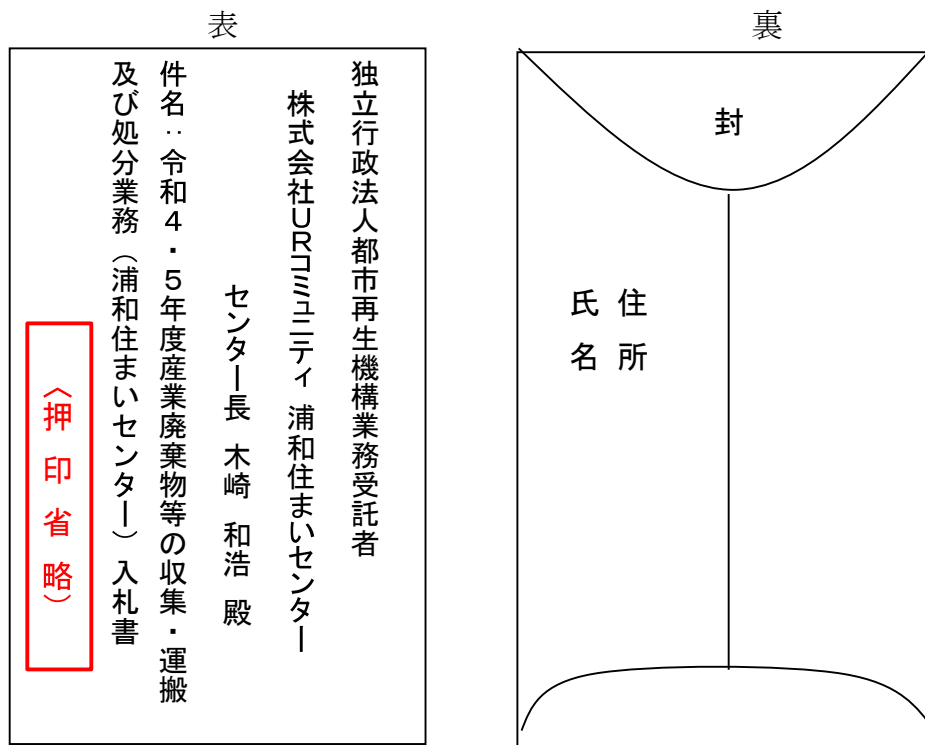 表
独立行政法人都市再生機構業務受託者
株式会社ＵＲコミュニティ 浦和住まいセンター
センター長 木崎 和浩 殿
件名：令和４・５年度産業廃棄物等の収集・運搬
及び処分業務（浦和住まいセンター）入札書
〈押印省略〉
裏
封
住所
氏名